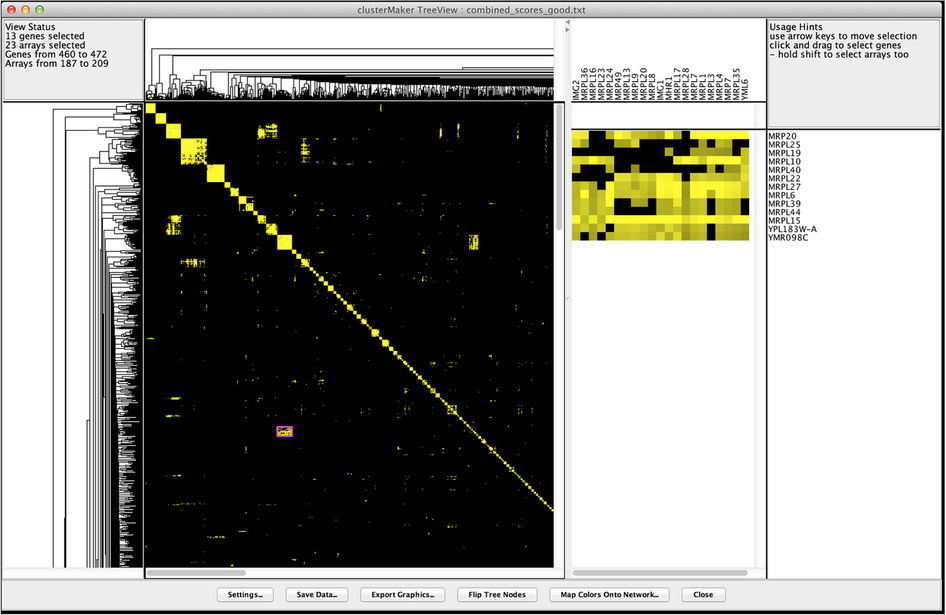 clusterMaker TreeView : combined_scores_good.txt
View Status
13 genes selected
23 arrays selected
Genes from 460 to 472
Arrays from 187 to 209
Usage Hints
use arrow keys to move selection
click and drag to select genes
- hold shift to select arrays too
IMG2
MRPL36
MRPL16
MRPL23
MRPL24
MRP49
MRPL13
MRPL9
MRPL20
MRPL8
IMG1
MHR1
MRPL17
MRPL28
MRPL7
MRPL1
MRPL3
MRPL4
MRP7
MRPL35
YML6
MRP20
MRPL25
MRPL19
MRPL10
MRPL40
MRPL22
MRPL27
MRPL6
MRPL39
MRPL44
MRPL15
YPL183W-A
YMR098C
Settings...
Save Data...
Export Graphics...
Flip Tree Nodes
Map Colors Onto Network...
Close